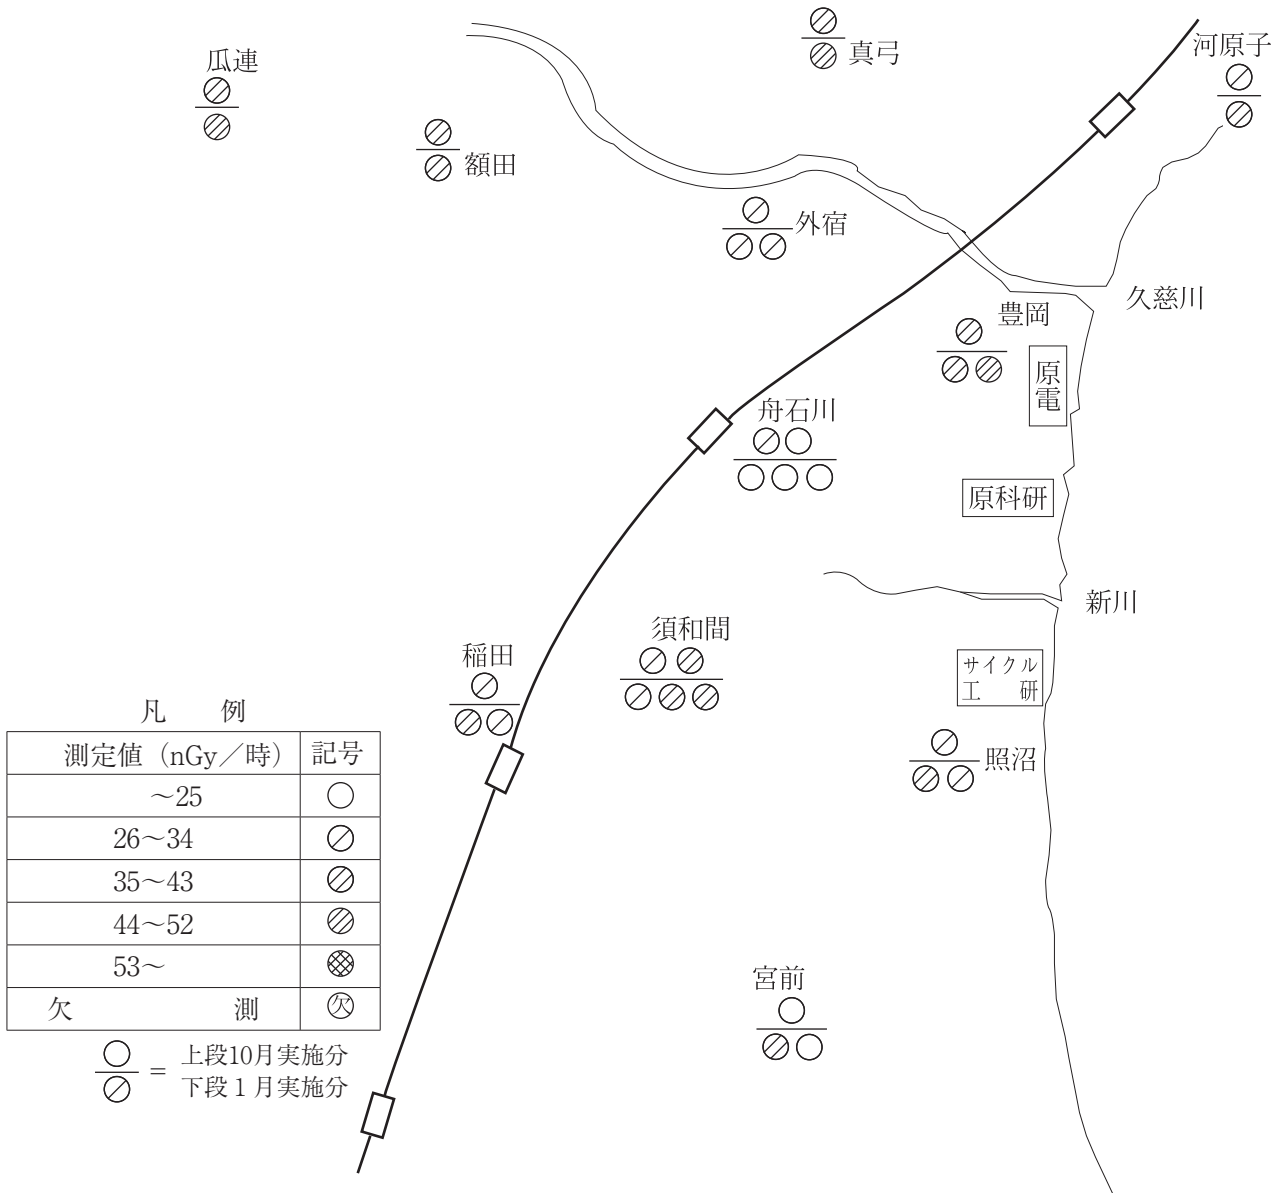 真弓
河原子
瓜連
額田
外宿
久慈川
豊岡
原電
舟石川
原科研
新川
須和間
稲田
サイクル
工　研
照沼
宮前
凡　例
測定値（nGy／時） 記号
～25
26～34
35～43
44～52
53～
欠　測 欠
= 上段10月実施分
下段１月実施分